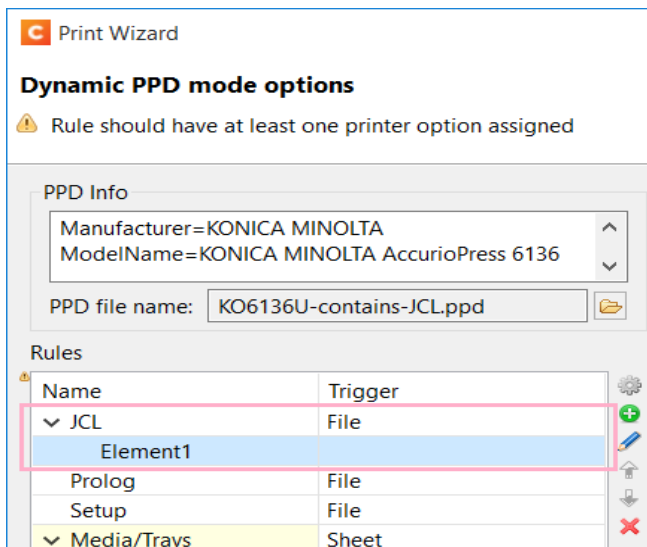 C Print Wizard
Dynamic PPD mode options
Rule should have at least one printer option assigned
PPD Info
Manufacturer=KONICA MINOLTA
ModelName=KONICA MINOLTA AccurioPress 6136
PPD file name: KO6136U-contains-JCL.ppd
Rules
Name Trigger
JCL File
Element1
Prolog File
Setup File
Media/Trays Sheet